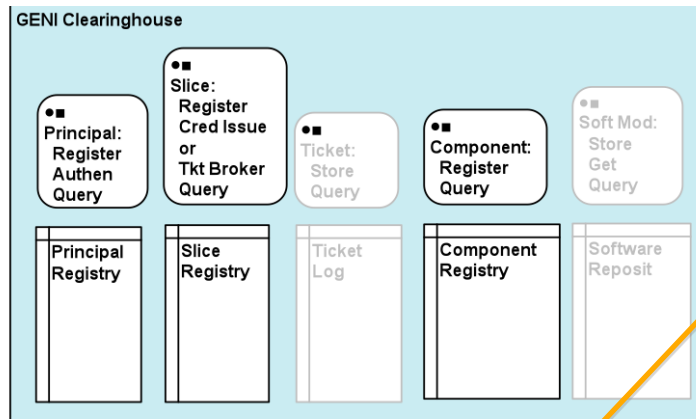 GENI Clearinghouse
Principal:
Register
Authen
Query
Slice:
Register
Cred Issue
or
Tkt Broker
Query
Ticket:
Store
Query
Component:
Register
Query
Soft Mod:
Store
Get
Query
Principal
Registry
Slice
Registry
Ticket
Log
Component
Registry
Software
Reposit